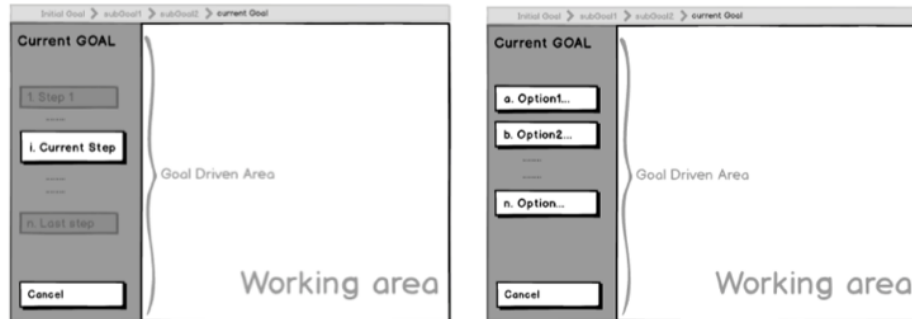 Initial Goal > subGoal1 > subGoal2 > current Goal
Current GOAL
1. Step 1
i. Current Step
n. Last step
Cancel
Goal Driven Area
Working area
Initial Goal > subGoal1 > subGoal2 > current Goal
Current GOAL
a. Option1...
b. Option2...
n. Option...
Cancel
Goal Driven Area
Working area